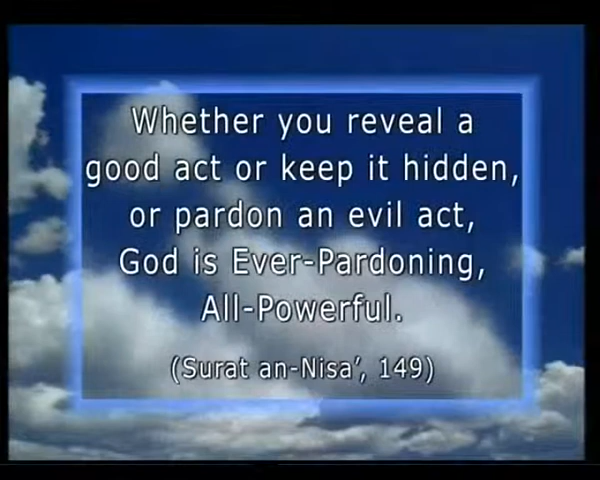 Whether you reveal a
good act or keep it hidden,
or pardon an evil act,
God is Ever-Pardoning,
All-Powerful.
(Surat an-Nisa’, 149)